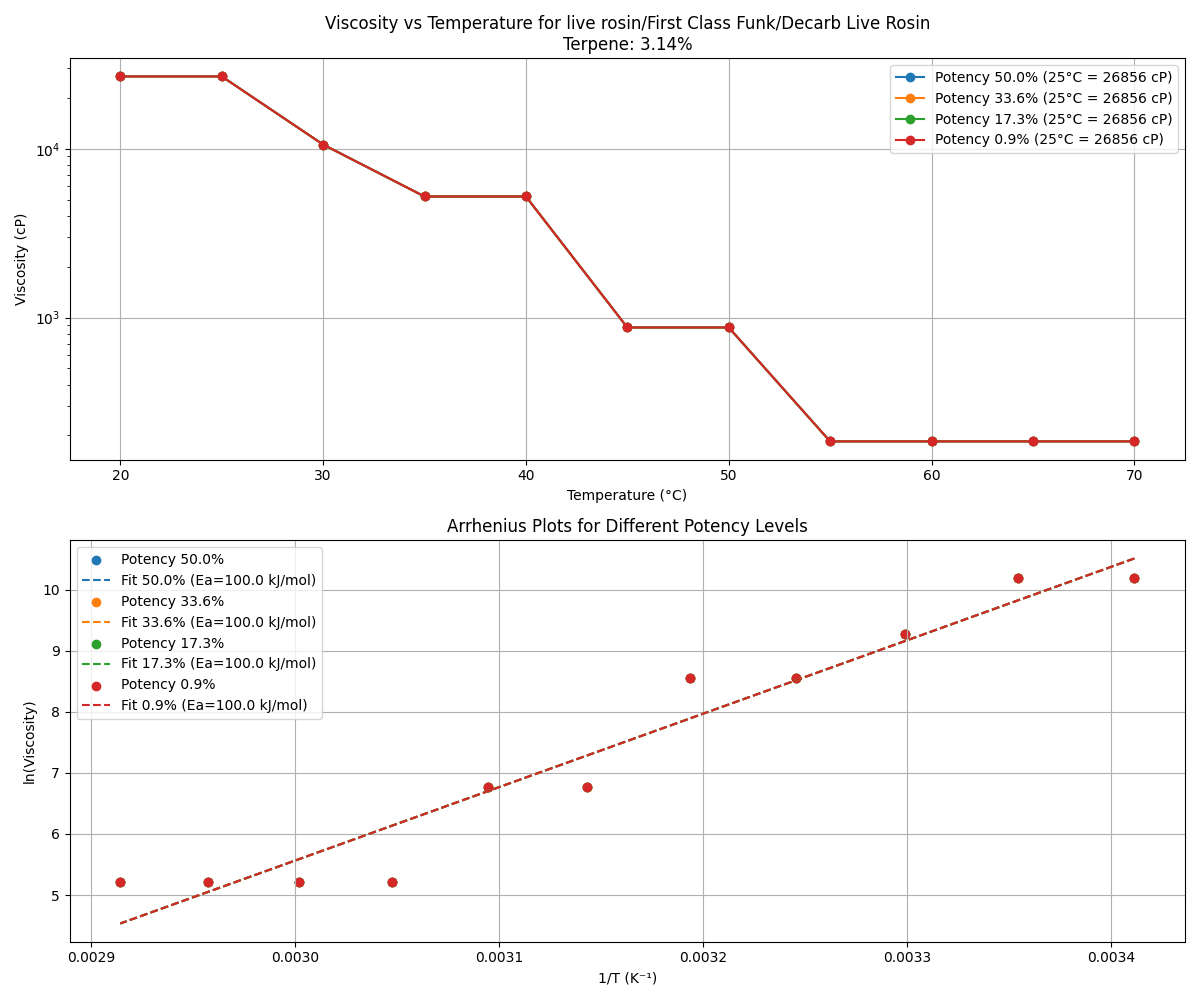 Viscosity vs Temperature for live rosin/First Class Funk/Decarb Live Rosin
Terpene: 3.14%
Potency 50.0% (25°C = 26856 cP)
Potency 33.6% (25°C = 26856 cP)
Potency 17.3% (25°C = 26856 cP)
Potency 0.9% (25°C = 26856 cP)
10⁴
10³
Viscosity (cP)
20 30 40 50 60 70
Temperature (°C)
Arrhenius Plots for Different Potency Levels
Potency 50.0%
Fit 50.0% (Ea=100.0 kJ/mol)
Potency 33.6%
Fit 33.6% (Ea=100.0 kJ/mol)
Potency 17.3%
Fit 17.3% (Ea=100.0 kJ/mol)
Potency 0.9%
Fit 0.9% (Ea=100.0 kJ/mol)
10
9
8
7
6
5
ln(Viscosity)
0.0029 0.0030 0.0031 0.0032 0.0033 0.0034
1/T (K⁻¹)